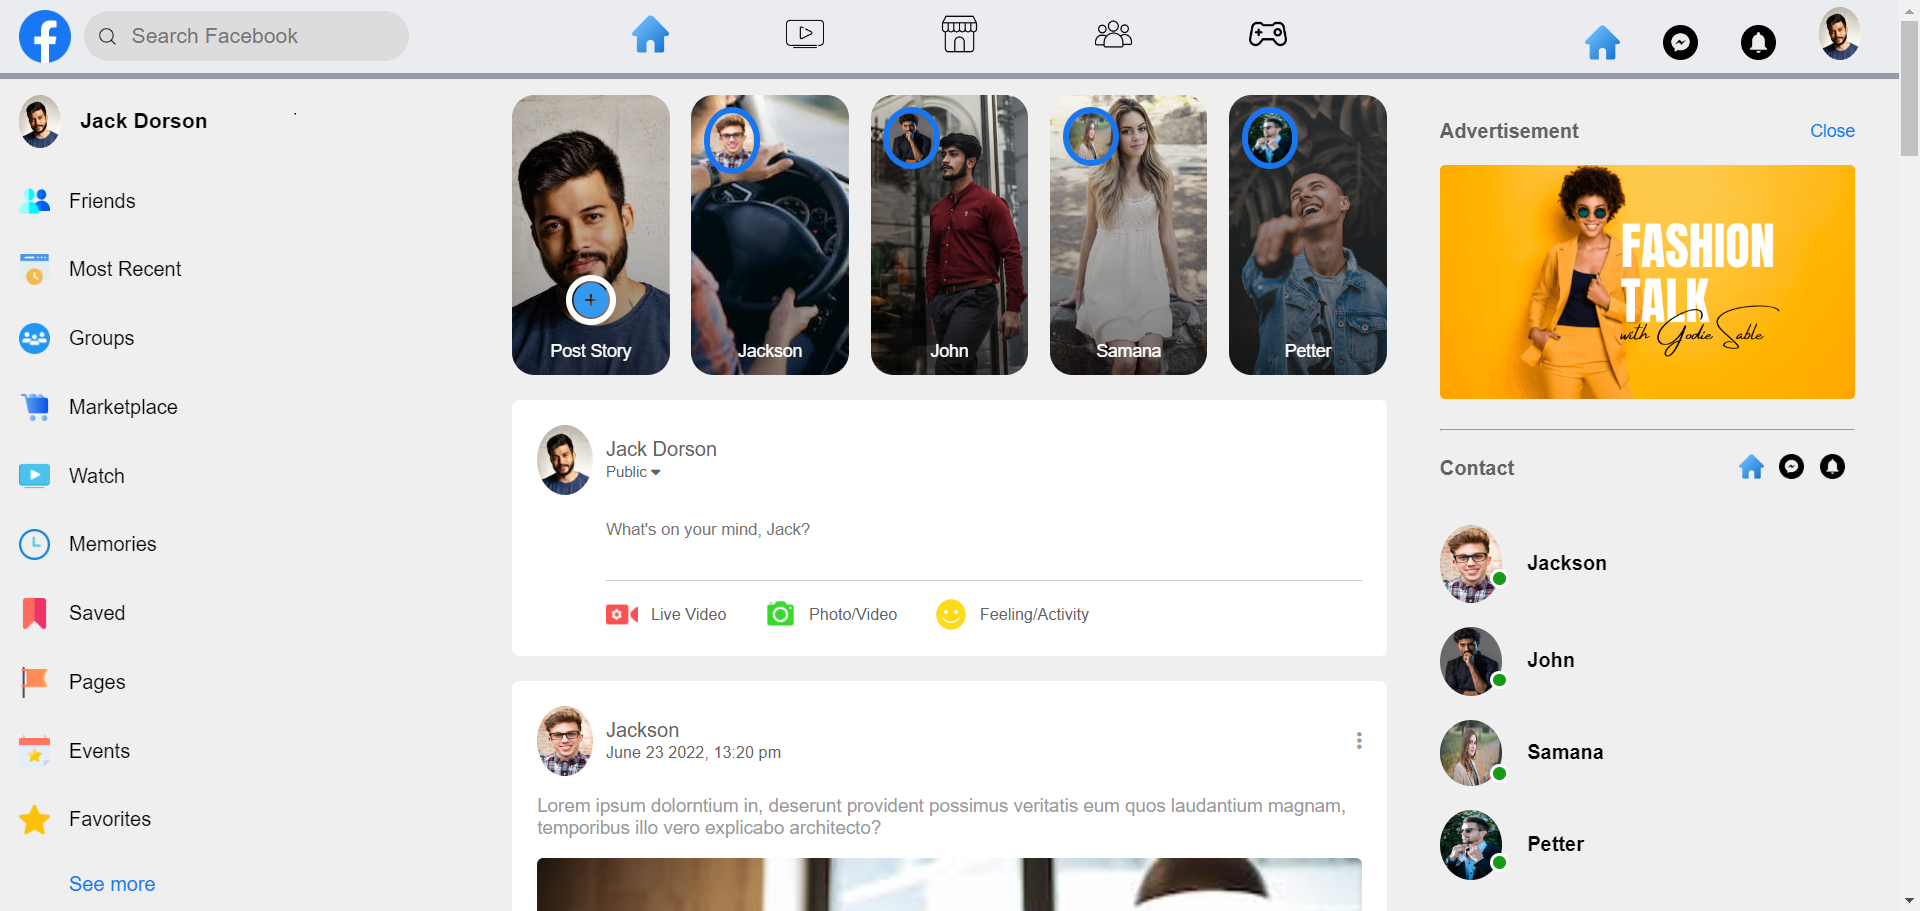 Search Facebook
Jack Dorson
Friends
Most Recent
Groups
Marketplace
Watch
Memories
Saved
Pages
Events
Favorites
See more
Post Story
Jackson
John
Samana
Petter
Jack Dorson
Public
What's on your mind, Jack?
Live Video
Photo/Video
Feeling/Activity
Jackson
June 23 2022, 13:20 pm
Lorem ipsum dolorntium in, deserunt provident possimus veritatis eum quos laudantium magnam,
temporibus illo vero explicabo architecto?
Advertisement
Close
FASHION
TALK
with Godie Sable
Contact
Jackson
John
Samana
Petter